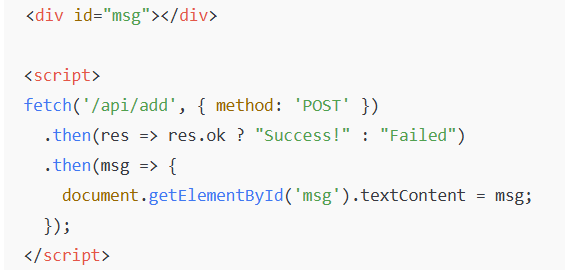 <div id="msg"></div>
<script>
fetch('/api/add', { method: 'POST' })
.then(res => res.ok ? "Success!" : "Failed")
.then(msg => {
document.getElementById('msg').textContent = msg;
});
</script>